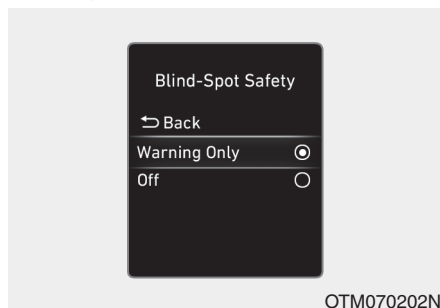 Blind-Spot Safety
Back
Warning Only
Off
OTM070202N